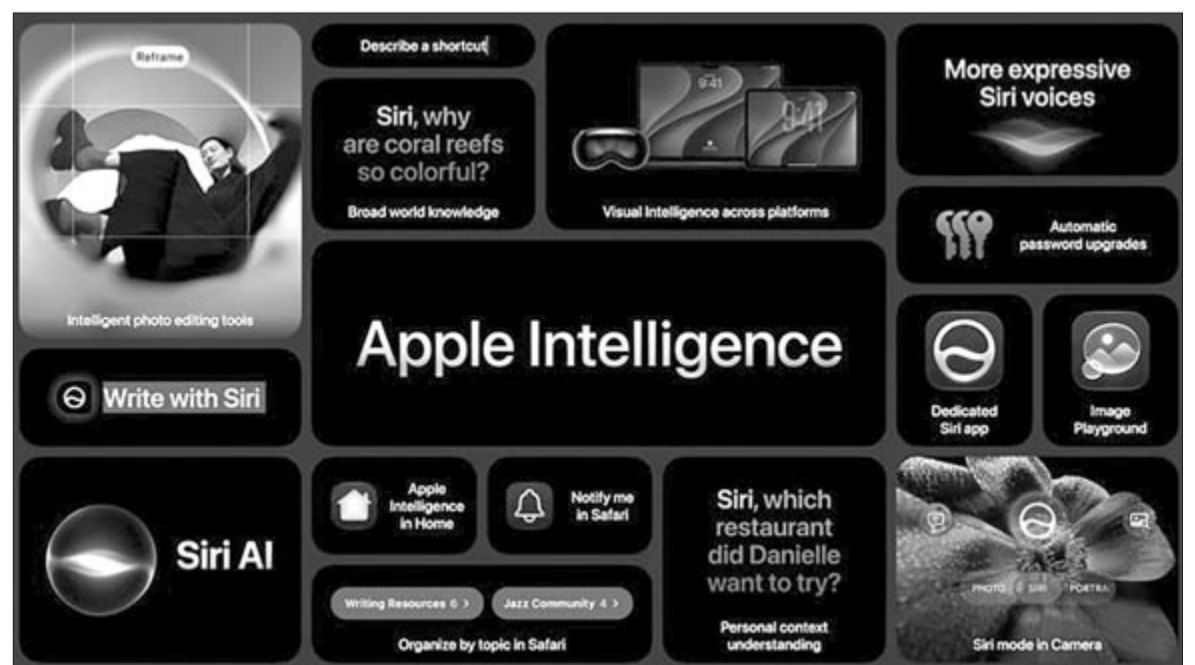 Reframe
Intelligent photo editing tools
Describe a shortcut
Siri, why
are coral reefs
so colorful?
Broad world knowledge
9:41
9:41
Visual Intelligence across platforms
More expressive
Siri voices
Automatic
password upgrades
Write with Siri
Apple Intelligence
Dedicated
Siri app
Image
Playground
Siri AI
Apple
Intelligence
in Home
Notify me
in Safari
Writing Resources 6 >
Jazz Community 4 >
Organize by topic in Safari
Siri, which
restaurant
did Danielle
want to try?
Personal context
understanding
PHOTO SIRI PORTRA
Siri mode in Camera